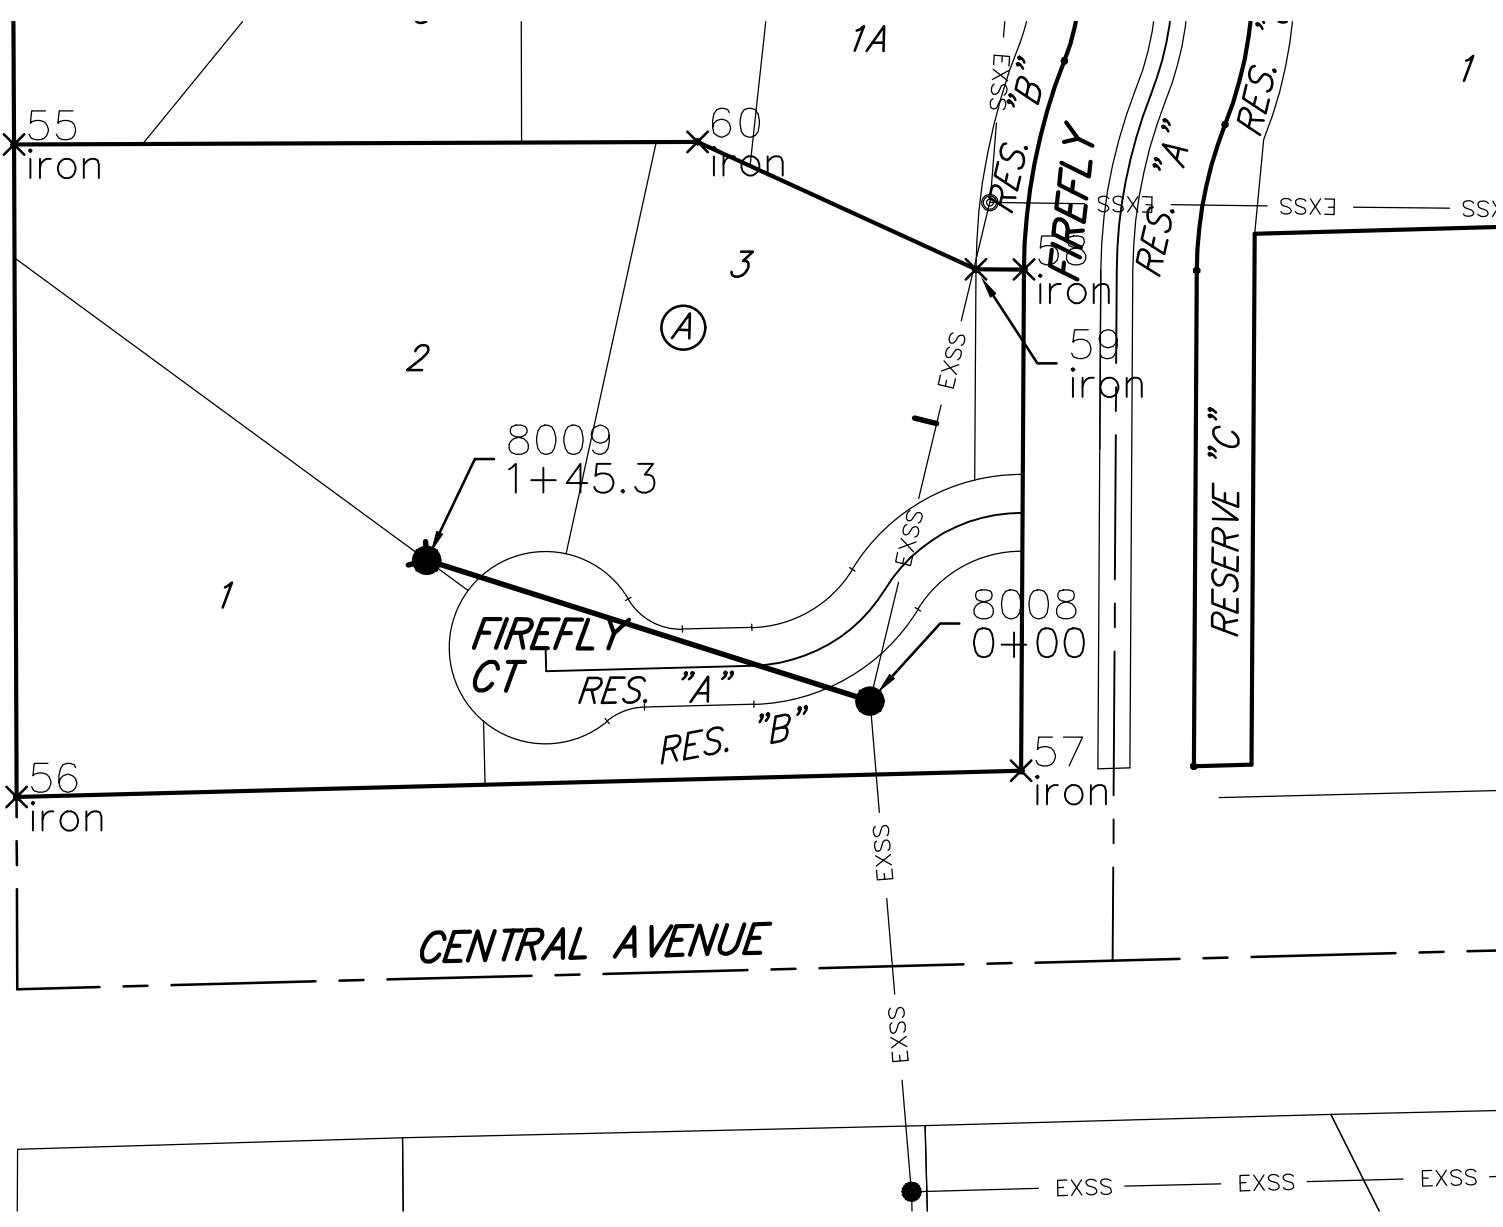 1A
1
EXSS
RES. "B"
RES.
55
iron
60
iron
FIREFLY
RES. "A"
EXSS
EXSS
58
iron
3
A
2
59
iron
EXSS
8009
1+45.3
RESERVE "C"
EXSS
1
8008
0+00
FIREFLY
CT
RES. "A"
RES. "B"
57
iron
56
iron
EXSS
CENTRAL AVENUE
EXSS
EXSS
EXSS
EXSS